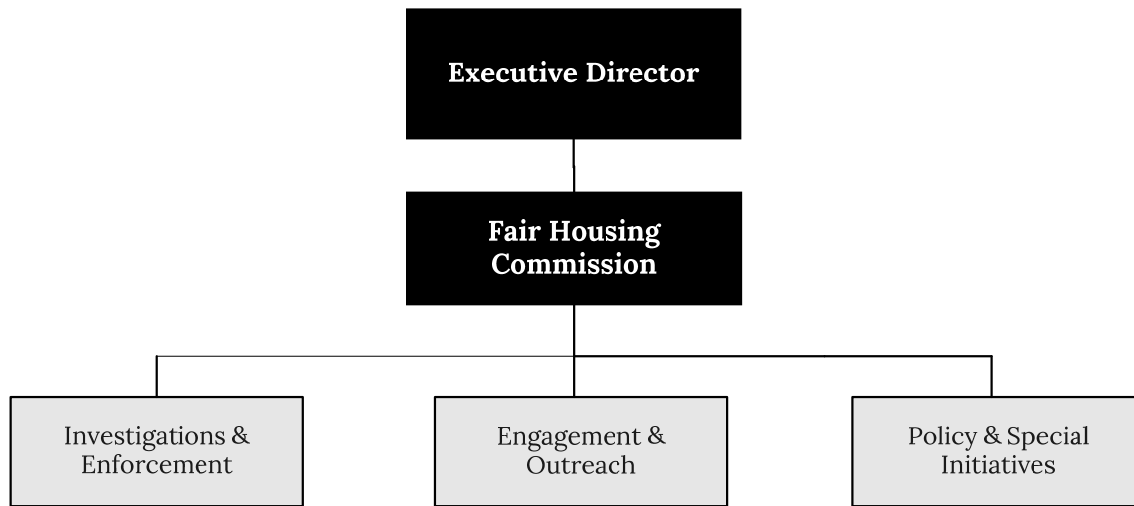 Executive Director
Fair Housing
Commission
Investigations &
Enforcement
Engagement &
Outreach
Policy & Special
Initiatives